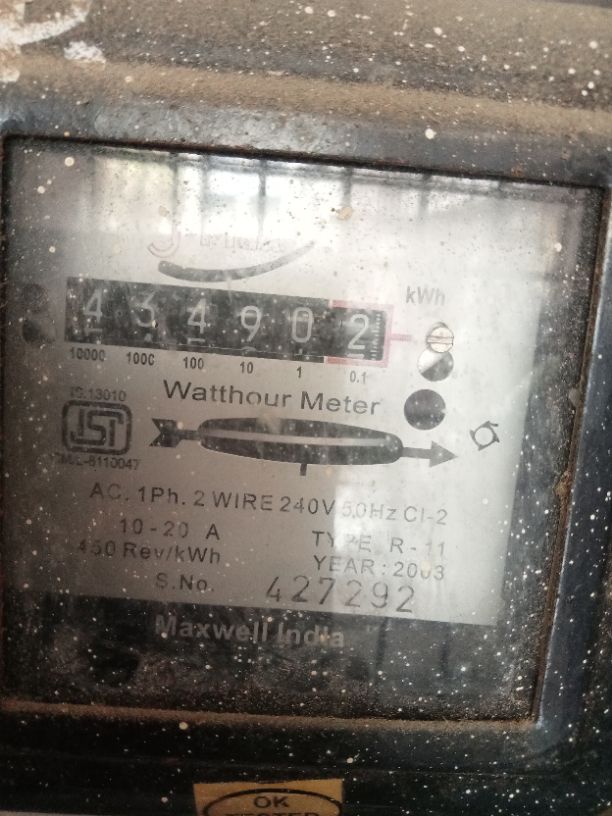 kWh
4 3 4 9 0 2
10000 1000 100 10 1 0.1
Watthour Meter
IS:13010
ISI
AC. 1Ph. 2 WIRE 240V 50Hz Cl-2
10-20 A TYPE R-11
450 Rev/kWh YEAR: 2003
S.No. 427292
Maxwell India
OK
TESTED